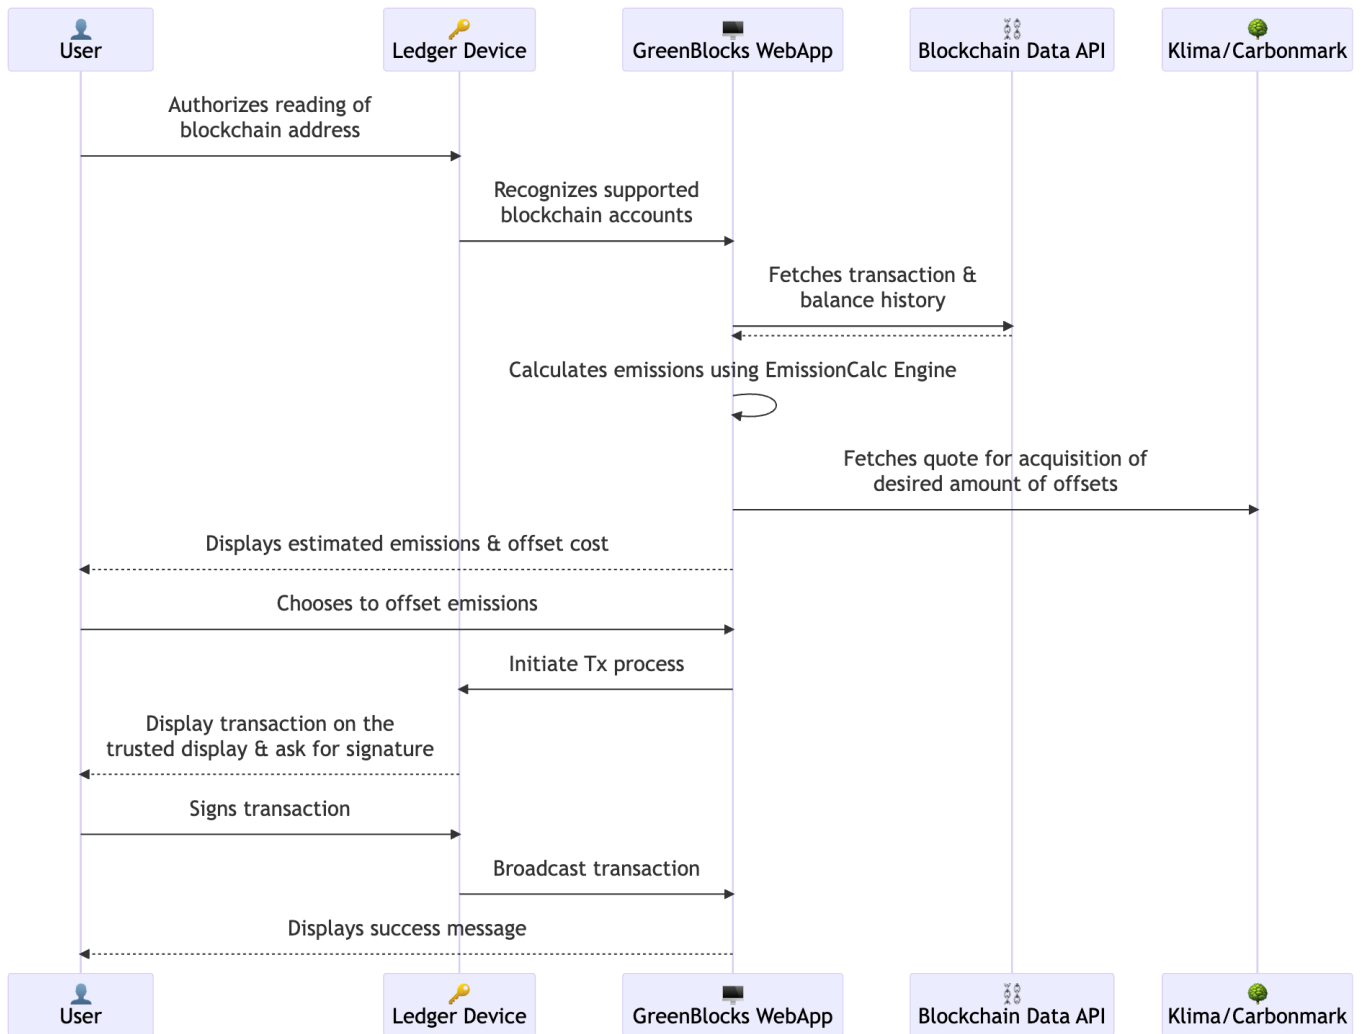 User
Ledger Device
GreenBlocks WebApp
Blockchain Data API
Klima/Carbonmark
Authorizes reading of
blockchain address
Recognizes supported
blockchain accounts
Fetches transaction &
balance history
Calculates emissions using EmissionCalc Engine
Fetches quote for acquisition of
desired amount of offsets
Displays estimated emissions & offset cost
Chooses to offset emissions
Initiate Tx process
Display transaction on the
trusted display & ask for signature
Signs transaction
Broadcast transaction
Displays success message
User
Ledger Device
GreenBlocks WebApp
Blockchain Data API
Klima/Carbonmark